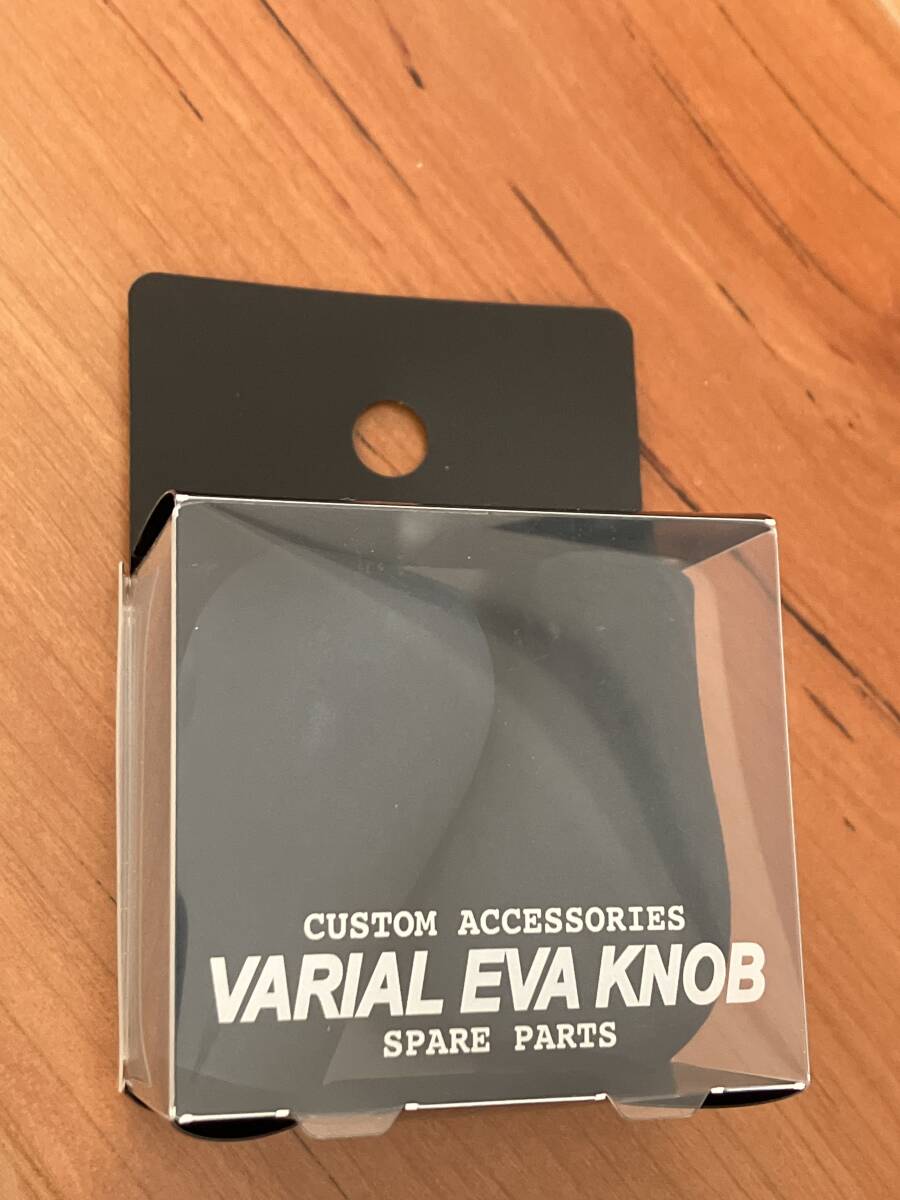 CUSTOM ACCESSORIES
VARIAL EVA KNOB
SPARE PARTS